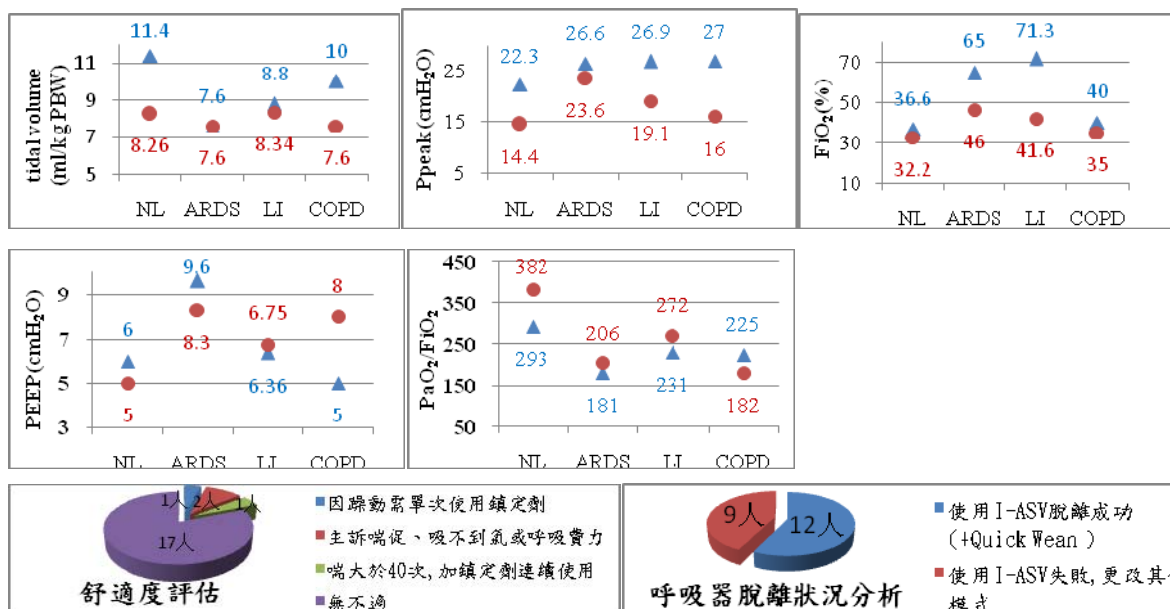 11.4
10
8.8
7.6
8.26
7.6
8.34
7.6
11
9
7
5
tidal volume
(ml/kg PBW)
NL ARDS LI COPD
22.3
26.6
26.9
27
14.4
23.6
19.1
16
25
15
5
Ppeak (cmH₂O)
NL ARDS LI COPD
36.6
65
71.3
40
32.2
46
41.6
35
70
50
30
10
FiO₂(%)
NL ARDS LI COPD
6
9.6
6.75
8
5
8.3
6.36
5
9
7
5
3
PEEP (cmH₂O)
NL ARDS LI COPD
382
206
272
225
293
181
231
182
450
350
250
150
50
PaO₂/FiO₂
NL ARDS LI COPD
1人
2人
1人
17人
舒適度評估
因躁動需單次使用鎮定劑
主訴喘促、吸不到氣或呼吸費力
喘大於40次,加鎮定劑連續使用
無不適
9人
12人
呼吸器脫離狀況分析
使用I-ASV脫離成功
(+Quick Wean )
使用I-ASV失敗,更改其
模式